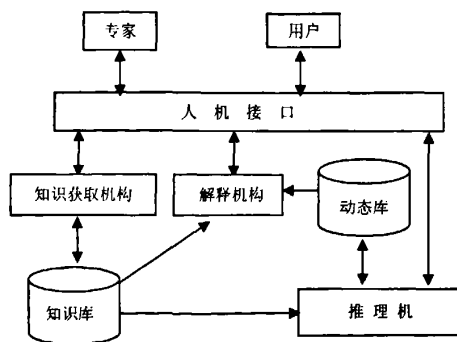 专家
用户
人机接口
知识获取机构
解释机构
动态库
知识库
推理机